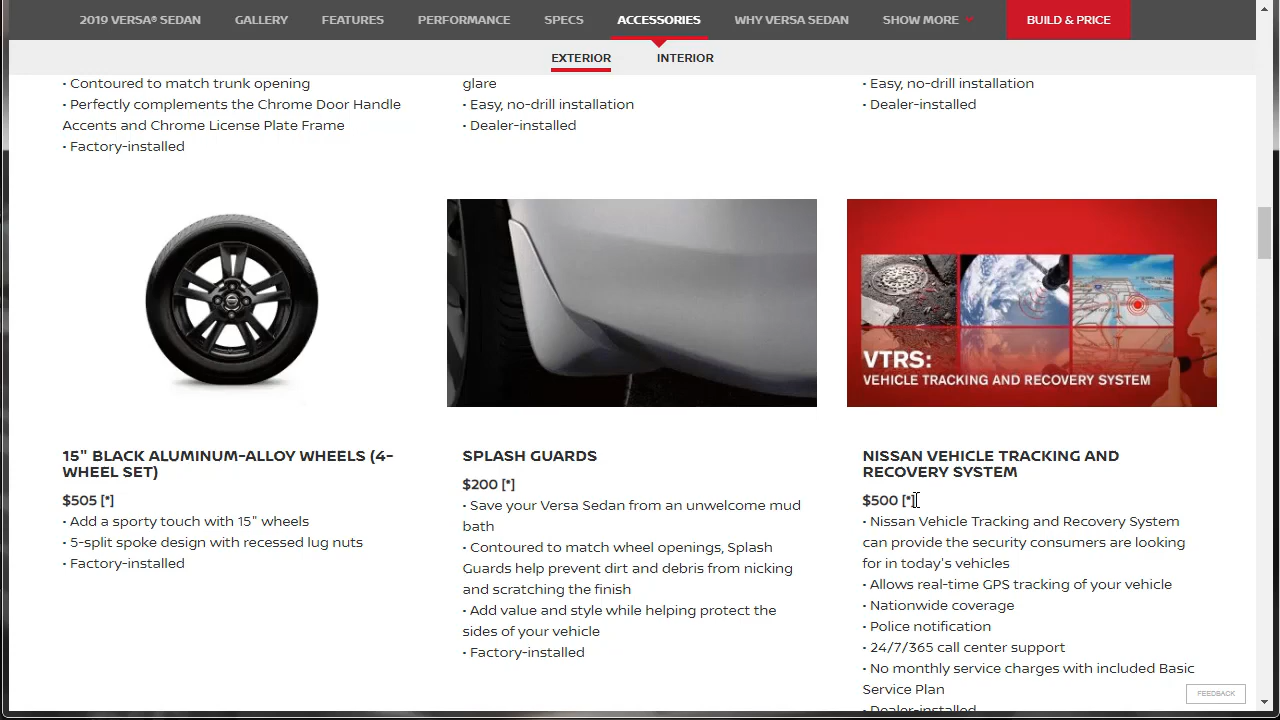 2019 VERSA® SEDAN GALLERY FEATURES PERFORMANCE SPECS ACCESSORIES WHY VERSA SEDAN SHOW MORE BUILD & PRICE
EXTERIOR INTERIOR
• Contoured to match trunk opening
• Perfectly complements the Chrome Door Handle
Accents and Chrome License Plate Frame
• Factory-installed
glare
• Easy, no-drill installation
• Dealer-installed
• Easy, no-drill installation
• Dealer-installed
VTRS:
VEHICLE TRACKING AND RECOVERY SYSTEM
15" BLACK ALUMINUM-ALLOY WHEELS (4-
WHEEL SET)
$505 [*]
• Add a sporty touch with 15" wheels
• 5-split spoke design with recessed lug nuts
• Factory-installed
SPLASH GUARDS
$200 [*]
• Save your Versa Sedan from an unwelcome mud
bath
• Contoured to match wheel openings, Splash
Guards help prevent dirt and debris from nicking
and scratching the finish
• Add value and style while helping protect the
sides of your vehicle
• Factory-installed
NISSAN VEHICLE TRACKING AND
RECOVERY SYSTEM
$500 [*]
• Nissan Vehicle Tracking and Recovery System
can provide the security consumers are looking
for in today's vehicles
• Allows real-time GPS tracking of your vehicle
• Nationwide coverage
• Police notification
• 24/7/365 call center support
• No monthly service charges with included Basic
Service Plan
• Dealer-installed
FEEDBACK